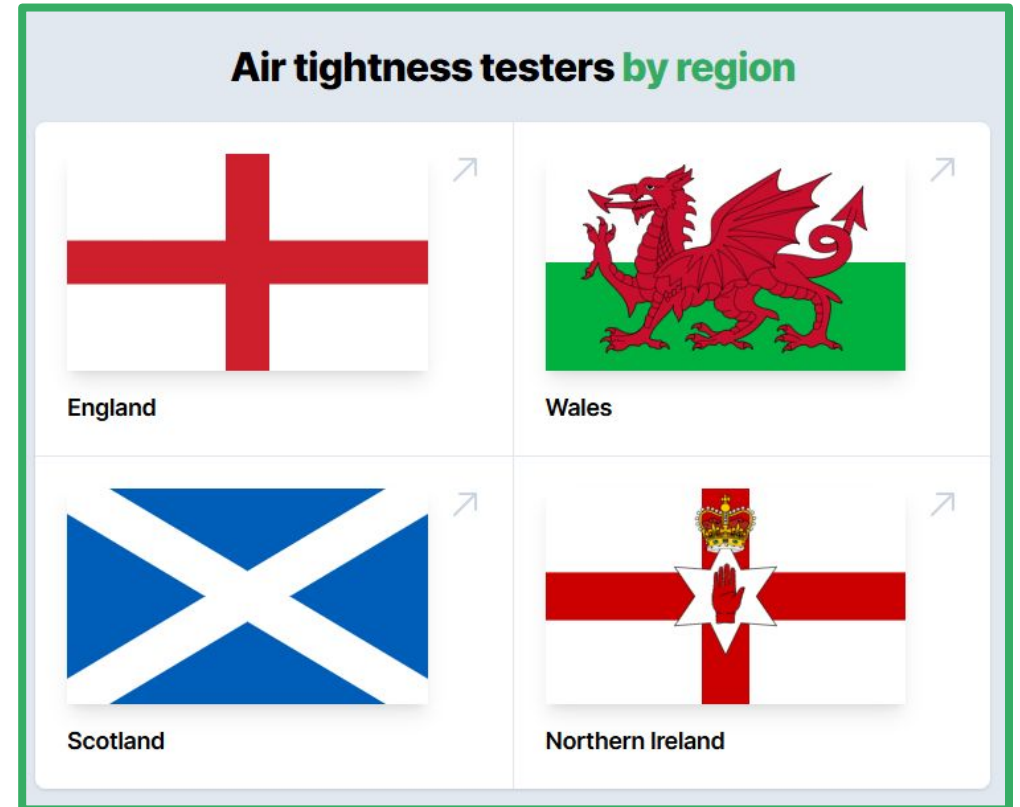 Air tightness testers by region
England
Wales
Scotland
Northern Ireland